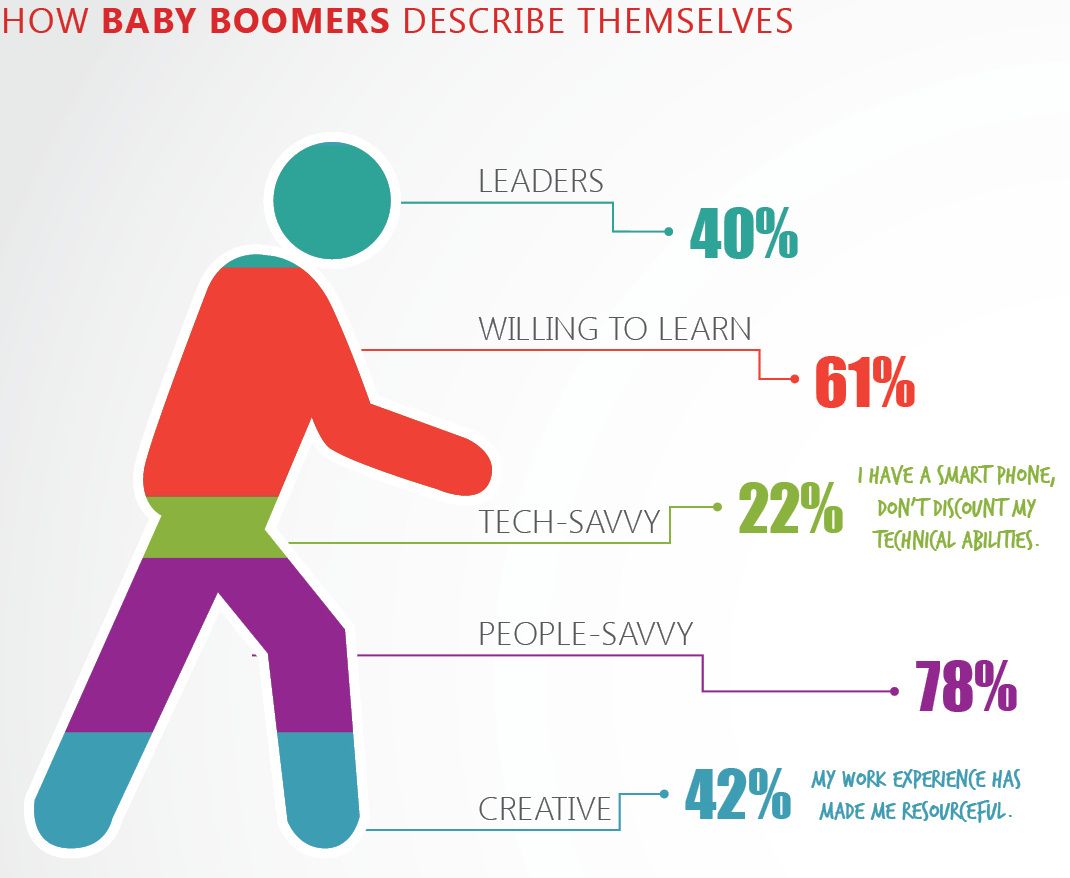 HOW BABY BOOMERS DESCRIBE THEMSELVES
LEADERS
40%
WILLING TO LEARN
61%
TECH-SAVVY
22%
I HAVE A SMART PHONE,
DON'T DISCOUNT MY
TECHNICAL ABILITIES.
PEOPLE-SAVVY
78%
CREATIVE
42%
MY WORK EXPERIENCE HAS
MADE ME RESOURCEFUL.